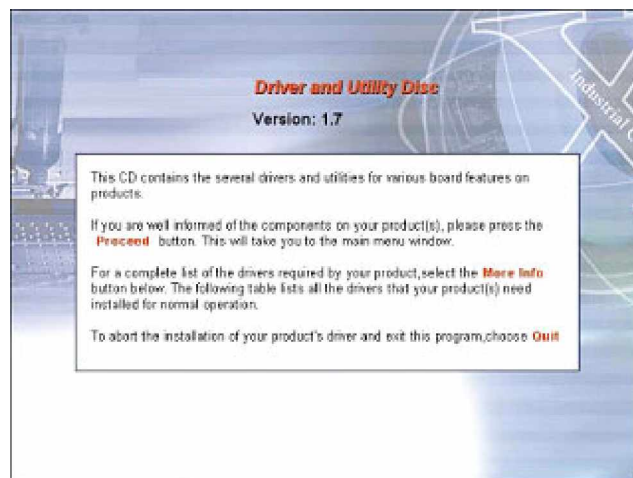 Driver and Utility Disc
Version: 1.7
Industrial C
This CD contains the several drivers and utilities for various board features on
products.
If you are well informed of the components on your product(s), please press the
Proceed button. This will take you to the main menu window.
For a complete list of the drivers required by your product,select the More Info
button below. The following table lists all the drivers that your product(s) need
installed for normal operation.
To abort the installation of your product's driver and exit this program,choose Quit